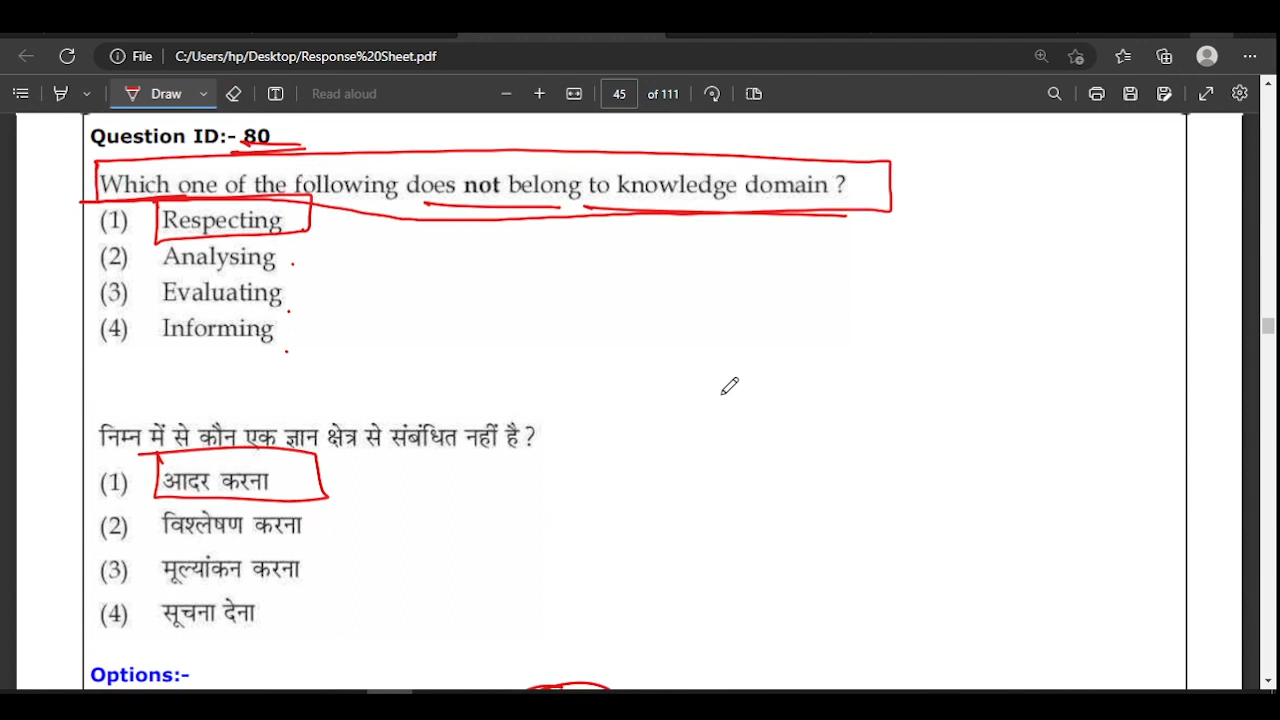 File C:/Users/hp/Desktop/Response%20Sheet.pdf
Draw Read aloud 45 of 111
Question ID:- 80
Which one of the following does not belong to knowledge domain ?
(1) Respecting
(2) Analysing
(3) Evaluating
(4) Informing
निम्न में से कौन एक ज्ञान क्षेत्र से संबंधित नहीं है ?
(1) आदर करना
(2) विश्लेषण करना
(3) मूल्यांकन करना
(4) सूचना देना
Options:-